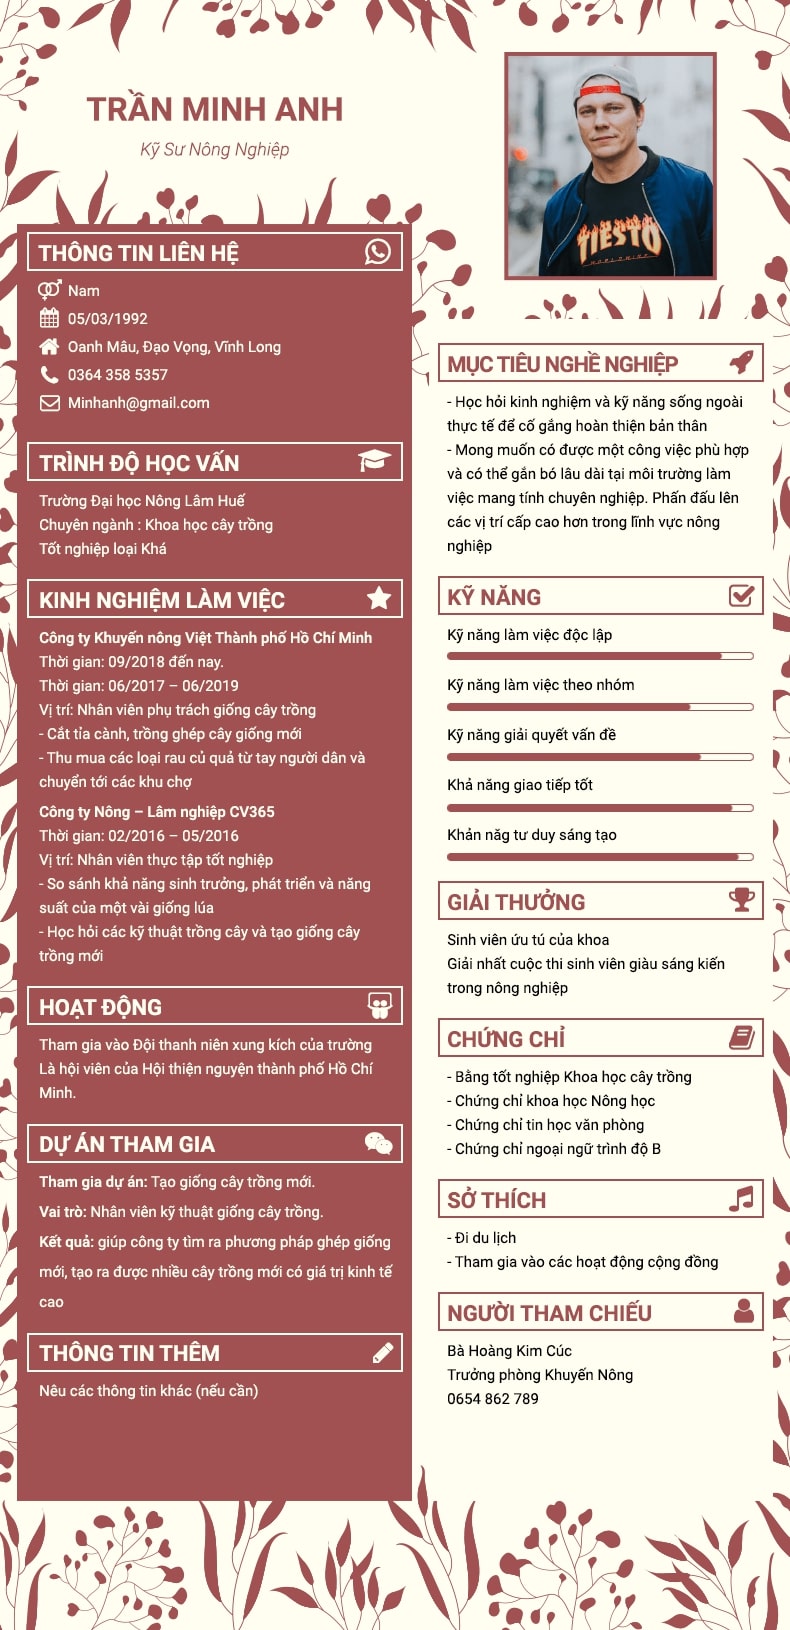 TRẦN MINH ANH
Kỹ Sư Nông Nghiệp
TIESTO
WORLDWIDE
THÔNG TIN LIÊN HỆ
Nam
05/03/1992
Oanh Mâu, Đạo Vọng, Vĩnh Long
0364 358 5357
Minhanh@gmail.com
TRÌNH ĐỘ HỌC VẤN
Trường Đại học Nông Lâm Huế
Chuyên ngành : Khoa học cây trồng
Tốt nghiệp loại Khá
KINH NGHIỆM LÀM VIỆC
Công ty Khuyến nông Việt Thành phố Hồ Chí Minh
Thời gian: 09/2018 đến nay.
Thời gian: 06/2017 – 06/2019
Vị trí: Nhân viên phụ trách giống cây trồng
- Cắt tỉa cành, trồng ghép cây giống mới
- Thu mua các loại rau củ quả từ tay người dân và
chuyển tới các khu chợ
Công ty Nông – Lâm nghiệp CV365
Thời gian: 02/2016 – 05/2016
Vị trí: Nhân viên thực tập tốt nghiệp
- So sánh khả năng sinh trưởng, phát triển và năng
suất của một vài giống lúa
- Học hỏi các kỹ thuật trồng cây và tạo giống cây
trồng mới
HOẠT ĐỘNG
Tham gia vào Đội thanh niên xung kích của trường
Là hội viên của Hội thiện nguyện thành phố Hồ Chí
Minh.
DỰ ÁN THAM GIA
Tham gia dự án: Tạo giống cây trồng mới.
Vai trò: Nhân viên kỹ thuật giống cây trồng.
Kết quả: giúp công ty tìm ra phương pháp ghép giống
mới, tạo ra được nhiều cây trồng mới có giá trị kinh tế
cao
THÔNG TIN THÊM
Nêu các thông tin khác (nếu cần)
MỤC TIÊU NGHỀ NGHIỆP
- Học hỏi kinh nghiệm và kỹ năng sống ngoài
thực tế để cố gắng hoàn thiện bản thân
- Mong muốn có được một công việc phù hợp
và có thể gắn bó lâu dài tại môi trường làm
việc mang tính chuyên nghiệp. Phấn đấu lên
các vị trí cấp cao hơn trong lĩnh vực nông
nghiệp
KỸ NĂNG
Kỹ năng làm việc độc lập
Kỹ năng làm việc theo nhóm
Kỹ năng giải quyết vấn đề
Khả năng giao tiếp tốt
Khản năg tư duy sáng tạo
GIẢI THƯỞNG
Sinh viên ứu tú của khoa
Giải nhất cuộc thi sinh viên giàu sáng kiến
trong nông nghiệp
CHỨNG CHỈ
- Bằng tốt nghiệp Khoa học cây trồng
- Chứng chỉ khoa học Nông học
- Chứng chỉ tin học văn phòng
- Chứng chỉ ngoại ngữ trình độ B
SỞ THÍCH
- Đi du lịch
- Tham gia vào các hoạt động cộng đồng
NGƯỜI THAM CHIẾU
Bà Hoàng Kim Cúc
Trưởng phòng Khuyến Nông
0654 862 789